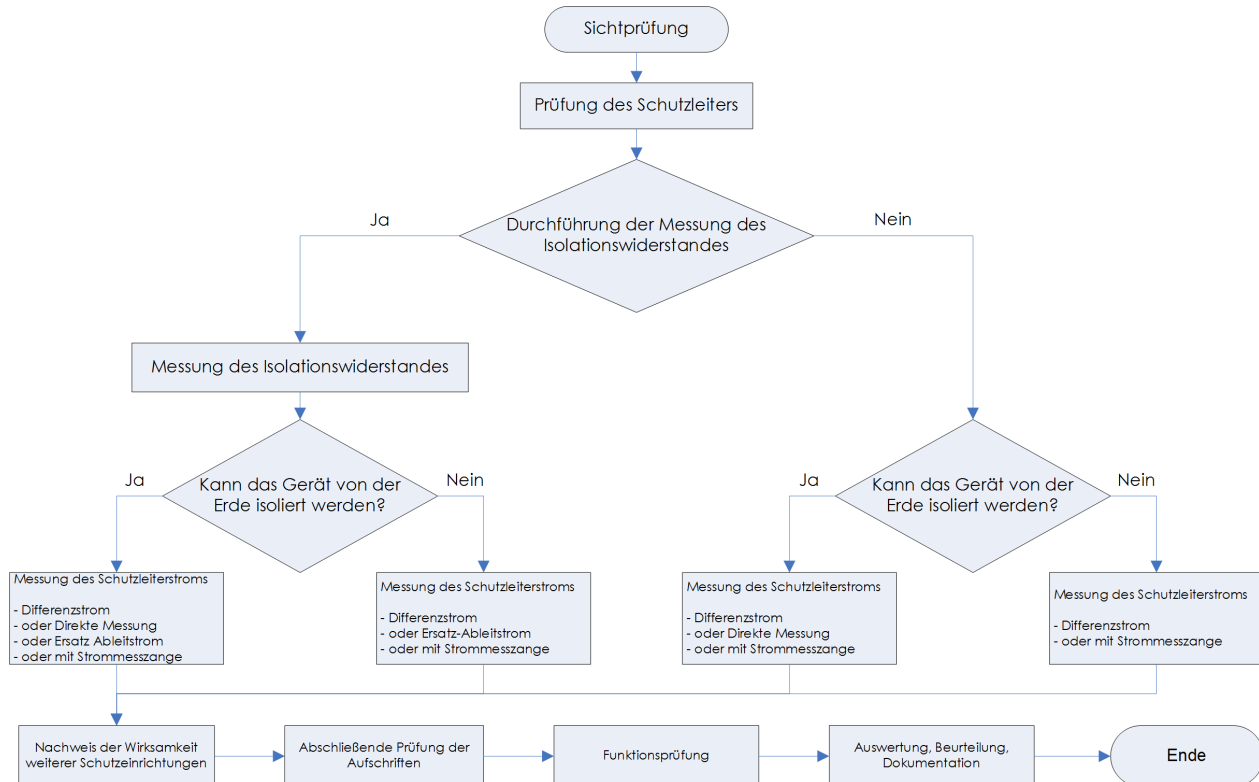 Sichtprüfung
Prüfung des Schutzleiters
Durchführung der Messung des
Isolationswiderstandes
Ja
Nein
Messung des Isolationswiderstandes
Kann das Gerät von der
Erde isoliert werden?
Ja
Nein
Kann das Gerät von der
Erde isoliert werden?
Ja
Nein
Messung des Schutzleiterstroms
- Differenzstrom
- oder Direkte Messung
- oder Ersatz Ableitstrom
- oder mit Strommesszange
Messung des Schutzleiterstroms
- Differenzstrom
- oder Ersatz-Ableitstrom
- oder mit Strommesszange
Messung des Schutzleiterstroms
- Differenzstrom
- oder Direkte Messung
- oder mit Strommesszange
Messung des Schutzleiterstroms
- Differenzstrom
- oder mit Strommesszange
Nachweis der Wirksamkeit
weiterer Schutzeinrichtungen
Abschließende Prüfung der
Aufschriften
Funktionsprüfung
Auswertung, Beurteilung,
Dokumentation
Ende